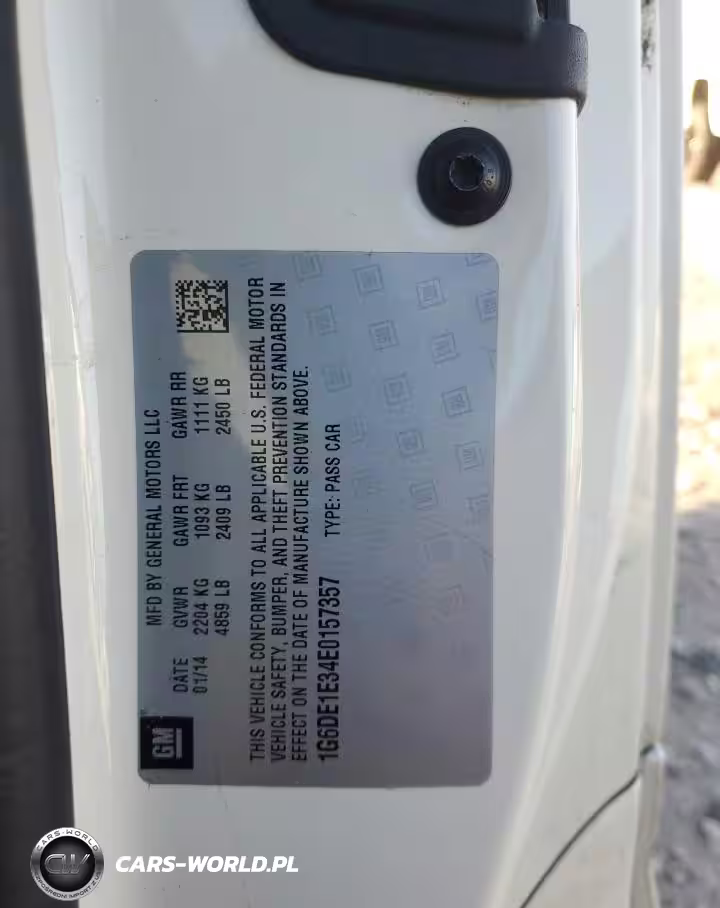 GM
MFD BY GENERAL MOTORS LLC
DATE GVWR GAWR FRT GAWR RR
01/14 2204 KG 1093 KG 1111 KG
4859 LB 2409 LB 2450 LB
THIS VEHICLE CONFORMS TO ALL APPLICABLE U.S. FEDERAL MOTOR
VEHICLE SAFETY, BUMPER, AND THEFT PREVENTION STANDARDS IN
EFFECT ON THE DATE OF MANUFACTURE SHOWN ABOVE.
1G6DE1E34E0157357 TYPE: PASS CAR
CARS-WORLD
CW
CARS-WORLD.PL